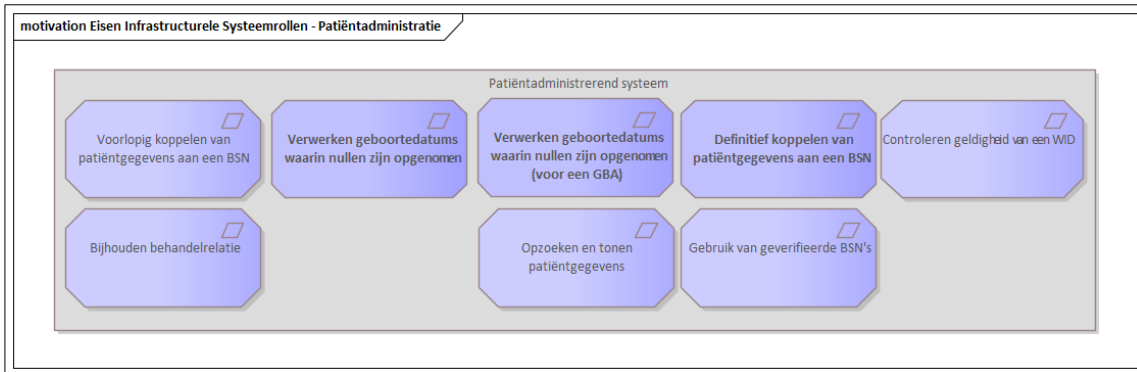 motivation Eisen Infrastructurele Systeemrollen - Patiëntadministratie
Patiëntadministrerend systeem
Voorlopig koppelen van
patiëntgegevens aan een BSN
Verwerken geboortedatums
waarin nullen zijn opgenomen
Verwerken geboortedatums
waarin nullen zijn opgenomen
(voor een GBA)
Definitief koppelen van
patiëntgegevens aan een BSN
Controleren geldigheid van een WID
Bijhouden behandelrelatie
Opzoeken en tonen
patiëntgegevens
Gebruik van geverifieerde BSN's